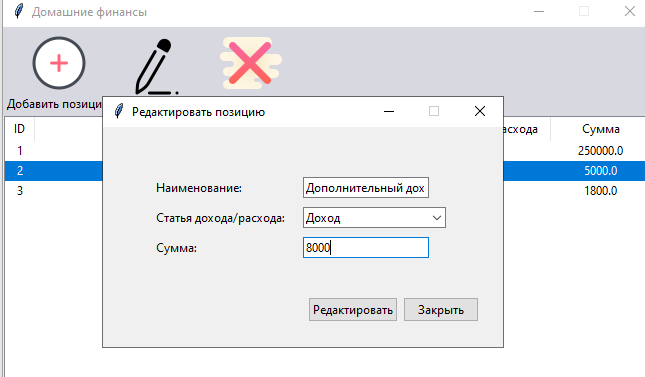 Домашние финансы
Добавить позици
Редактировать позицию
ID
асхода
Сумма
1
250000.0
2
5000.0
3
1800.0
Наименование:
Дополнительный дох
Статья дохода/расхода:
Доход
Сумма:
8000
Редактировать
Закрыть